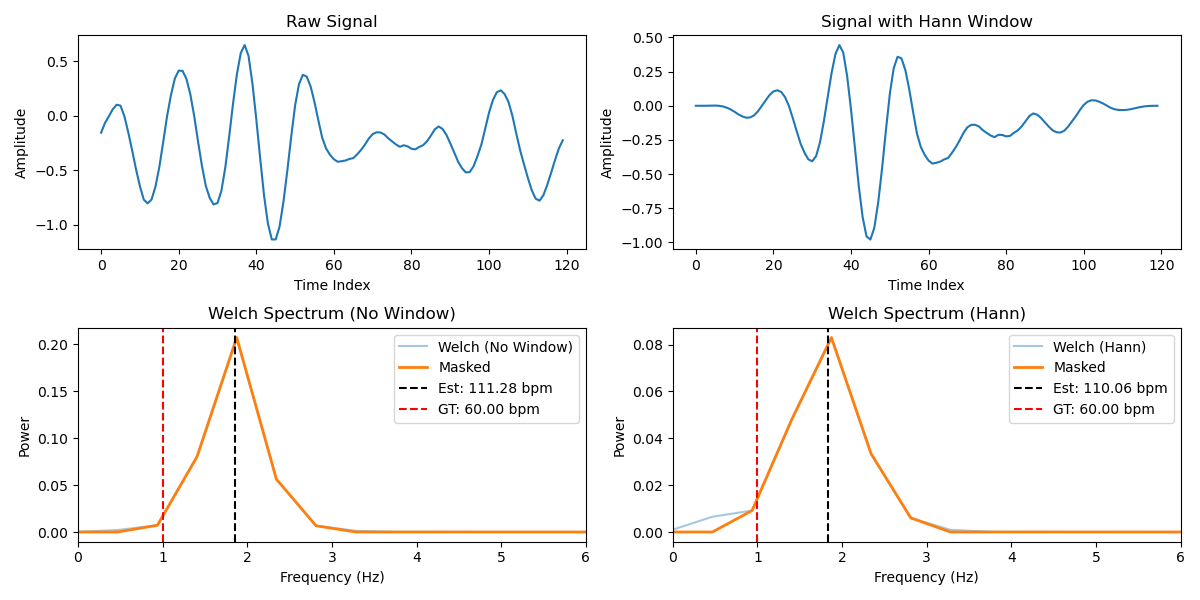 Raw Signal
Amplitude
0.5
0.0
−0.5
−1.0
0 20 40 60 80 100 120
Time Index
Signal with Hann Window
Amplitude
0.50
0.25
0.00
−0.25
−0.50
−0.75
−1.00
0 20 40 60 80 100 120
Time Index
Welch Spectrum (No Window)
Power
0.20
0.15
0.10
0.05
0.00
Welch (No Window)
Masked
Est: 111.28 bpm
GT: 60.00 bpm
0 1 2 3 4 5 6
Frequency (Hz)
Welch Spectrum (Hann)
Power
0.08
0.06
0.04
0.02
0.00
Welch (Hann)
Masked
Est: 110.06 bpm
GT: 60.00 bpm
0 1 2 3 4 5 6
Frequency (Hz)